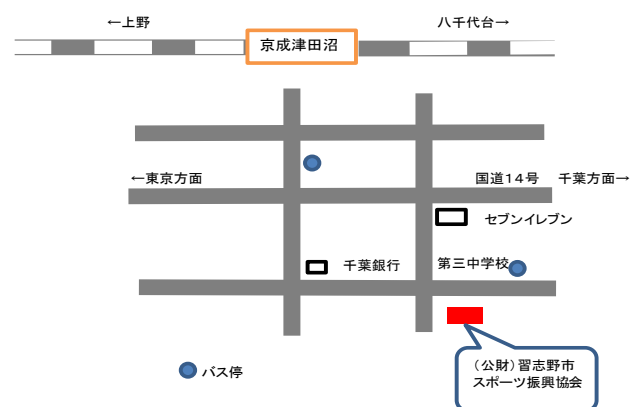 ←上野
八千代台→
京成津田沼
←東京方面
国道14号 千葉方面→
セブンイレブン
千葉銀行
第三中学校
（公財）習志野市
スポーツ振興協会
バス停